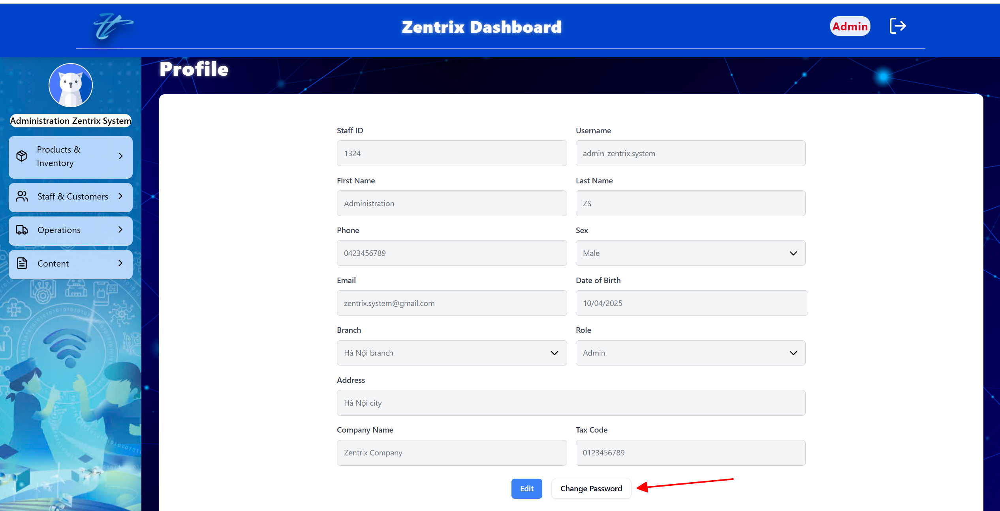 Zentrix Dashboard
Admin
Profile
Administration Zentrix System
Products &
Inventory
Staff & Customers
Operations
Content
Staff ID
Username
1324
admin-zentrix.system
First Name
Last Name
Administration
ZS
Phone
Sex
0423456789
Male
Email
Date of Birth
zentrix.system@gmail.com
10/04/2025
Branch
Role
Hà Nội branch
Admin
Address
Hà Nội city
Company Name
Tax Code
Zentrix Company
0123456789
Edit
Change Password